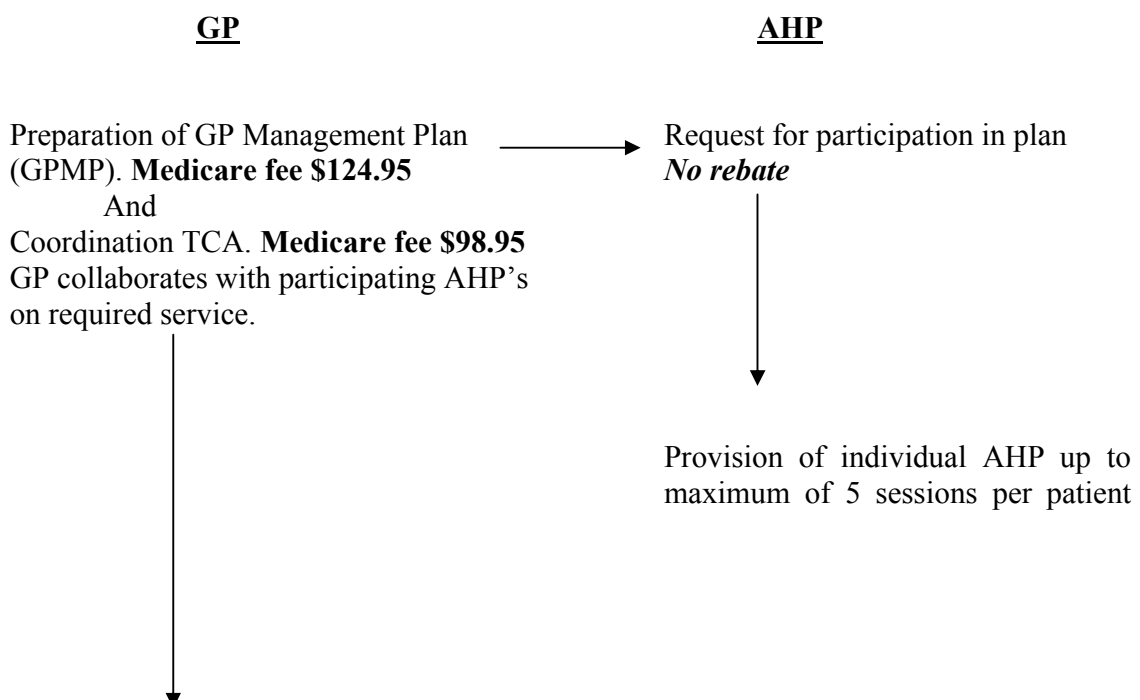 GP
AHP
Preparation of GP Management Plan
(GPMP). Medicare fee $124.95
And
Coordination TCA. Medicare fee $98.95
GP collaborates with participating AHP’s
on required service.
Request for participation in plan
No rebate
Provision of individual AHP up to
maximum of 5 sessions per patient